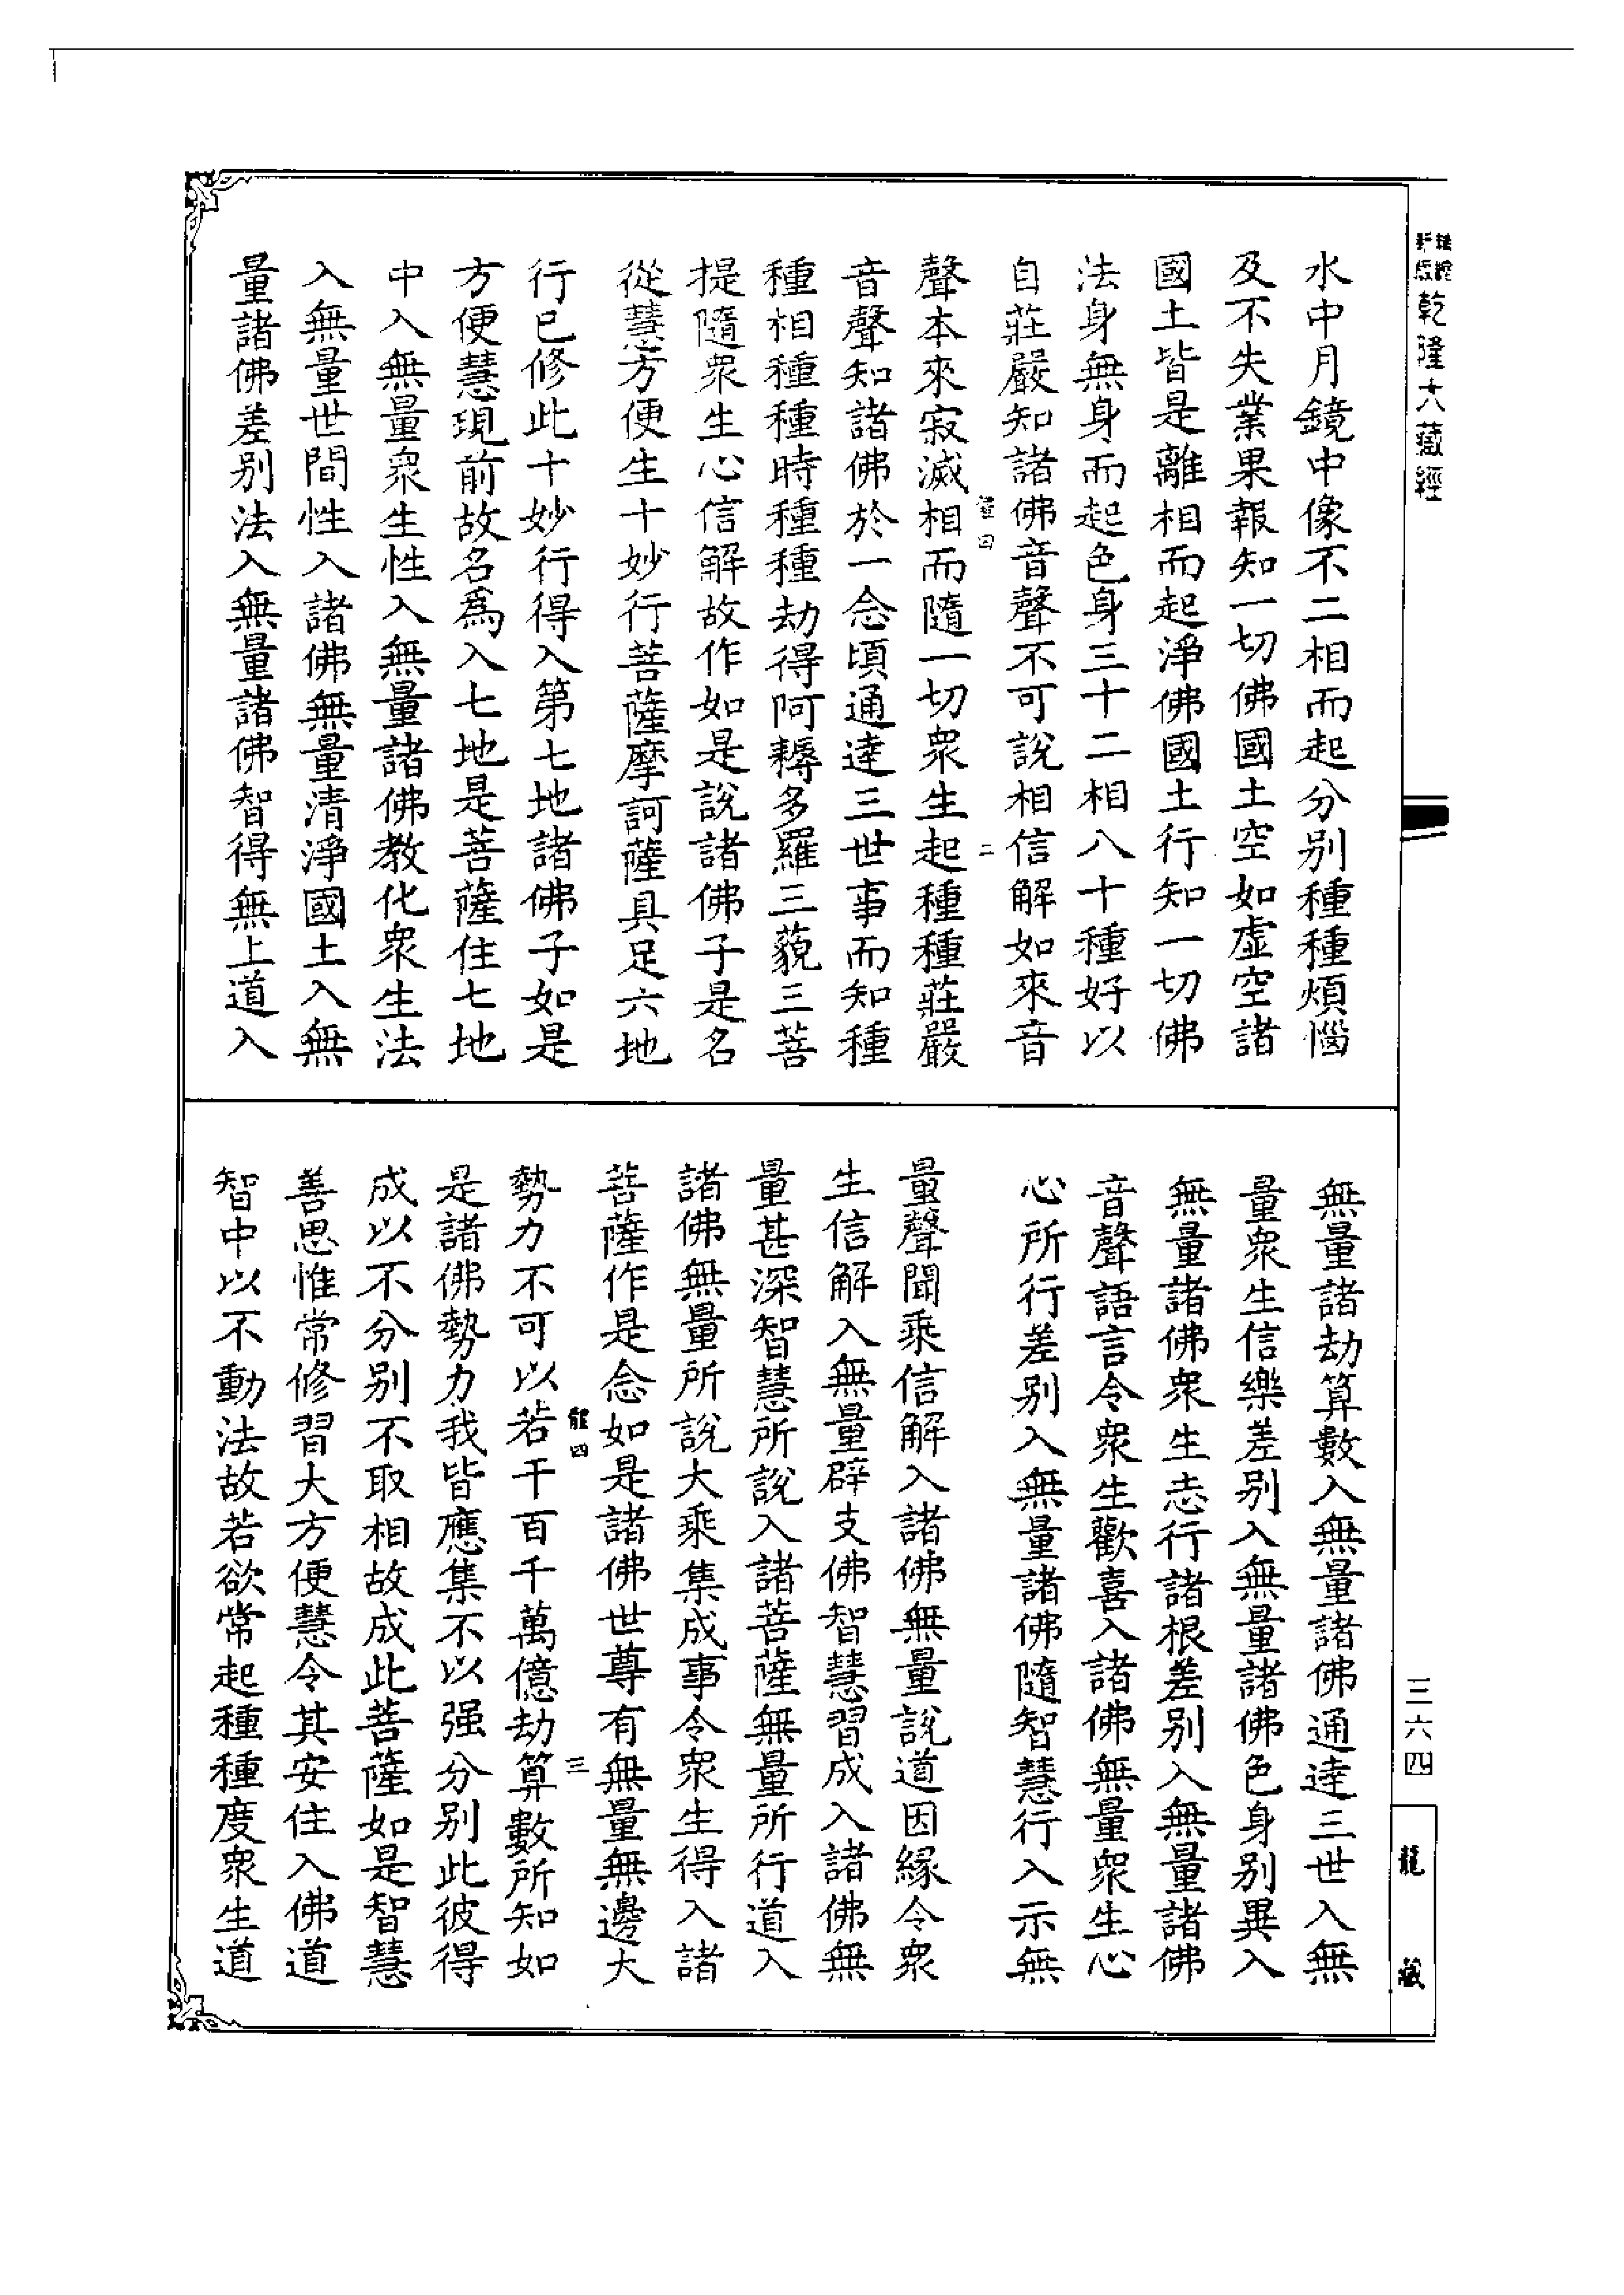 乾隆大藏經
水中月鏡中像不二相而起分别種種煩惱
及不失業果報知一切佛國土空如虛空諸
國土皆是離相而起淨佛國土行知一切佛
法身無身而起色身三十二相八十種好以
自莊嚴知諸佛音聲不可說相信解如來音
聲本來寂滅相而隨一切眾生起種種莊嚴
音聲知諸佛於一念頃通達三世事而知種
種相種種時種種劫得阿耨多羅三藐三菩
提隨眾生心信解故作如是說諸佛子是名
從慧方便生十妙行菩薩摩訶薩具足六地
行已修此十妙行得入第七地諸佛子如是
方便慧現前故名爲入七地是菩薩住七地
中入無量眾生性入無量諸佛教化眾生法
入無量世間性入諸佛無量清淨國土入無
量諸佛差别法入無量諸佛智得無上道入
二
無量諸劫算數入無量諸佛通達三世入無
量眾生信樂差别入無量諸佛色身别異入
無量諸佛眾生志行諸根差别入無量諸佛
音聲語言令眾生歡喜入諸佛無量眾生心
心所行差别入無量諸佛隨智慧行入示無
量聲聞乘信解入諸佛無量說道因緣令眾
生信解入無量辟支佛智慧習成入諸佛無
量甚深智慧所說入諸菩薩無量所行道入
諸佛無量所說大乘集成事令眾生得入諸
菩薩作是念如是諸佛世尊有無量無邊大
龍四 三
勢力不可以若干百千萬億劫算數所知如
是諸佛勢力我皆應集不以强分别此彼得
成以不分别不取相故成此菩薩如是智慧
善思惟常修習大方便慧令其安住入佛道
智中以不動法故若欲常起種種度眾生道
三六四
龍藏